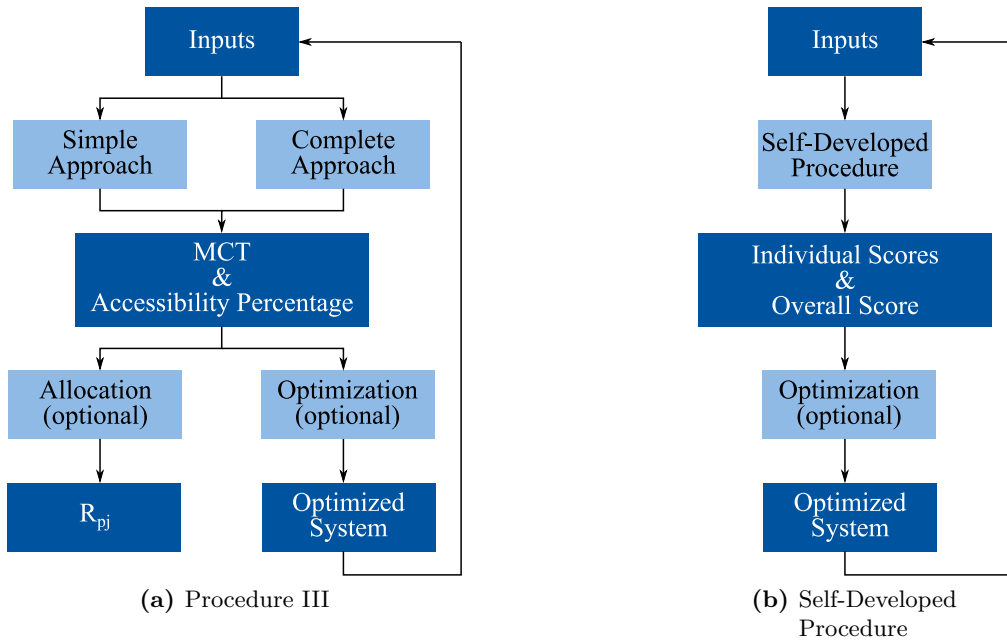 Inputs
Simple
Approach
Complete
Approach
MCT
&
Accessibility Percentage
Allocation
(optional)
Optimization
(optional)
R_pj
Optimized
System
(a) Procedure III
Inputs
Self-Developed
Procedure
Individual Scores
&
Overall Score
Optimization
(optional)
Optimized
System
(b) Self-Developed
Procedure